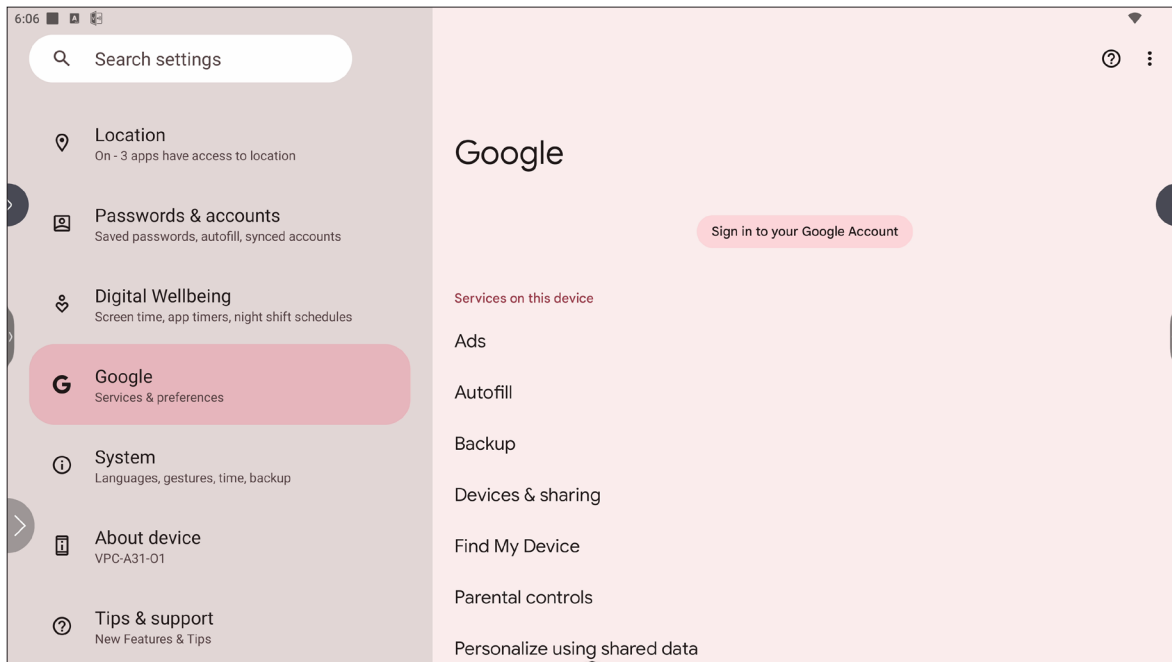 6:06
Search settings
Location
On - 3 apps have access to location
Passwords & accounts
Saved passwords, autofill, synced accounts
Digital Wellbeing
Screen time, app timers, night shift schedules
Google
Services & preferences
System
Languages, gestures, time, backup
About device
VPC-A31-O1
Tips & support
New Features & Tips
Google
Sign in to your Google Account
Services on this device
Ads
Autofill
Backup
Devices & sharing
Find My Device
Parental controls
Personalize using shared data